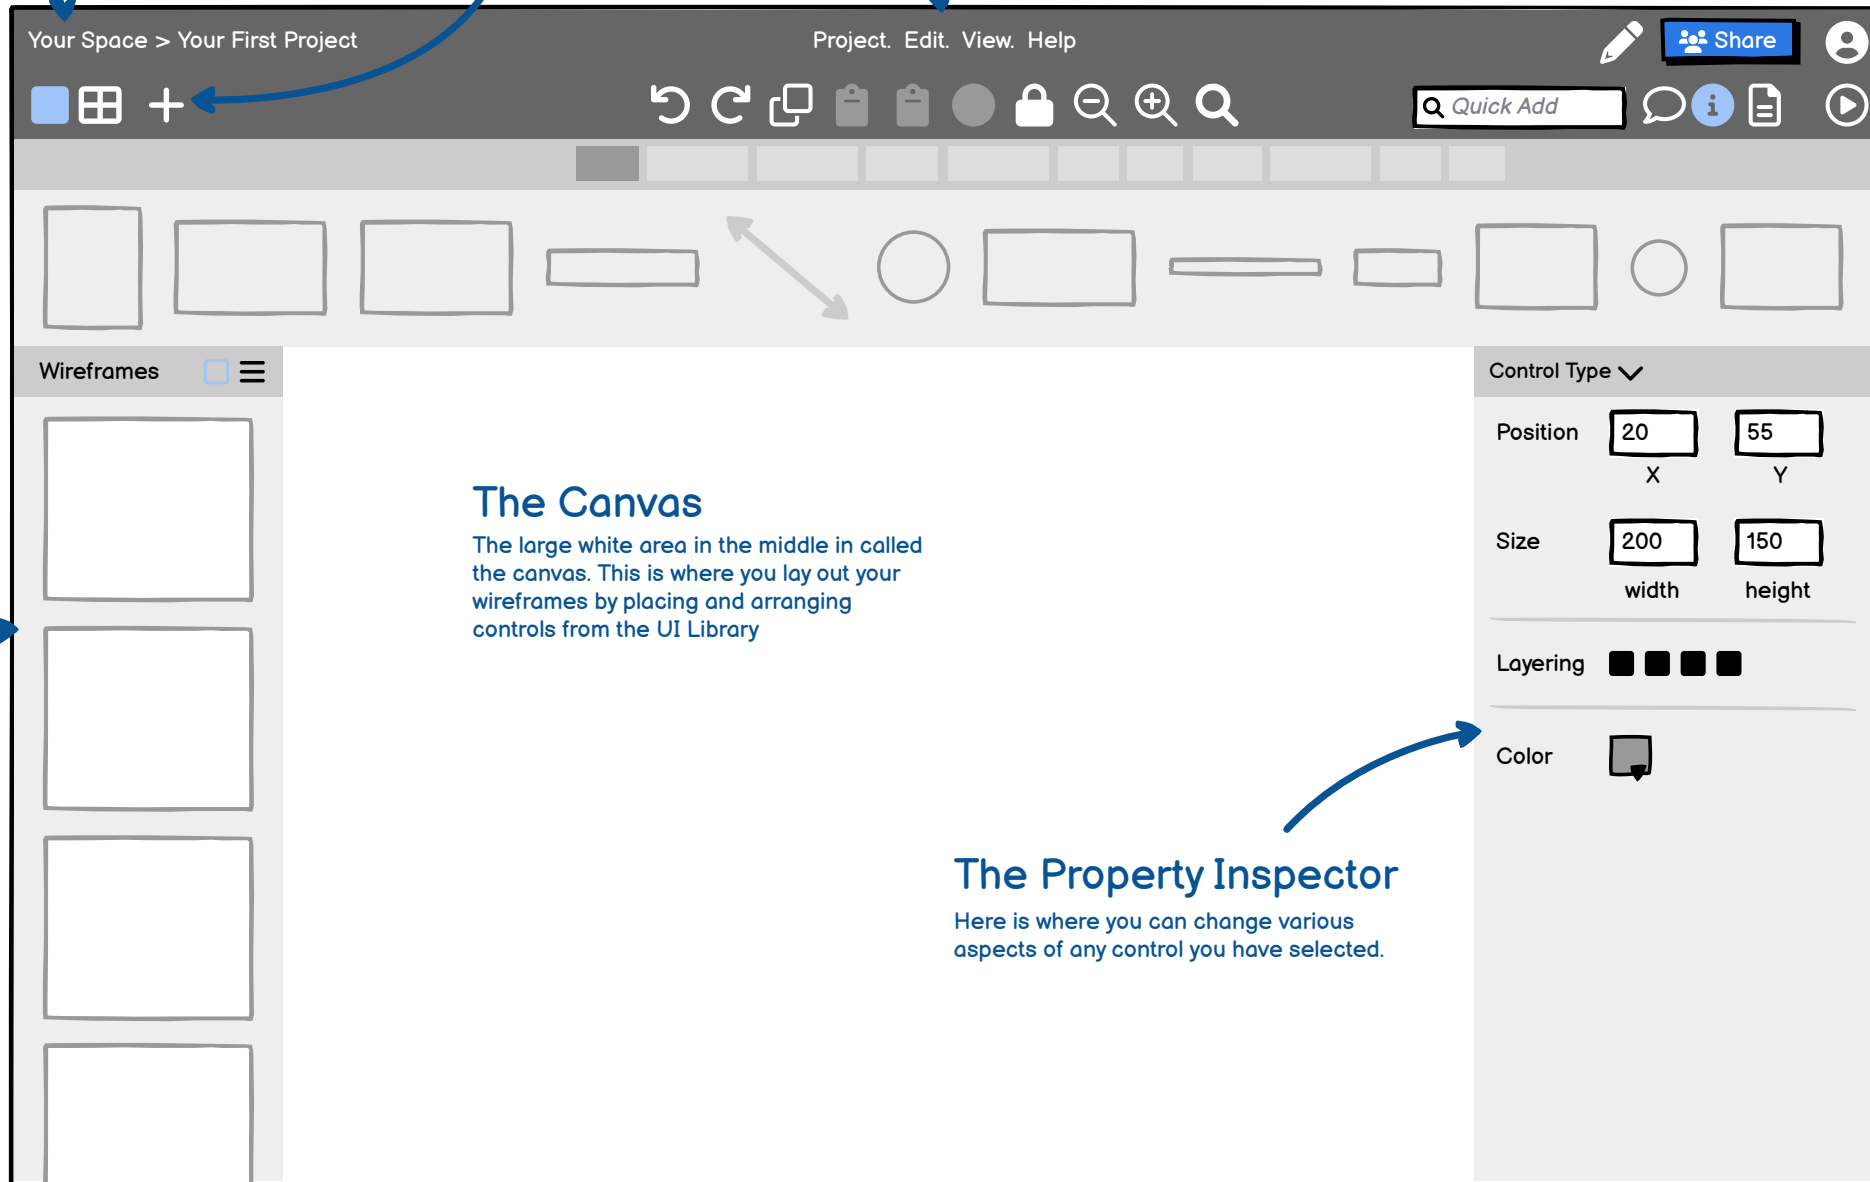 Your Space > Your First Project
Project. Edit. View. Help
Share
Quick Add
Wireframes
Control Type
Position
20
55
X
Y
Size
200
150
width
height
Layering
Color
The Canvas
The large white area in the middle in called
the canvas. This is where you lay out your
wireframes by placing and arranging
controls from the UI Library
The Property Inspector
Here is where you can change various
aspects of any control you have selected.